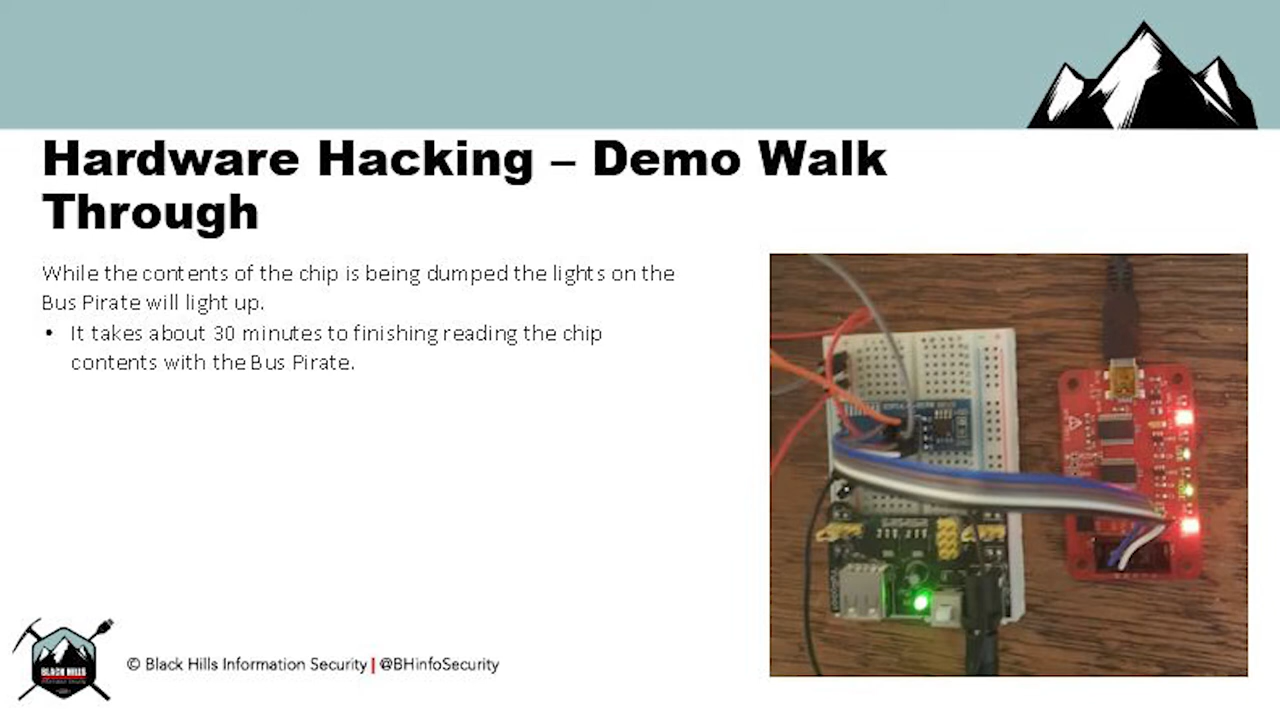 Hardware Hacking – Demo Walk
Through
While the contents of the chip is being dumped the lights on the
Bus Pirate will light up.
• It takes about 30 minutes to finishing reading the chip
contents with the Bus Pirate.
BLACK HILLS
© Black Hills Information Security | @BHinfoSecurity